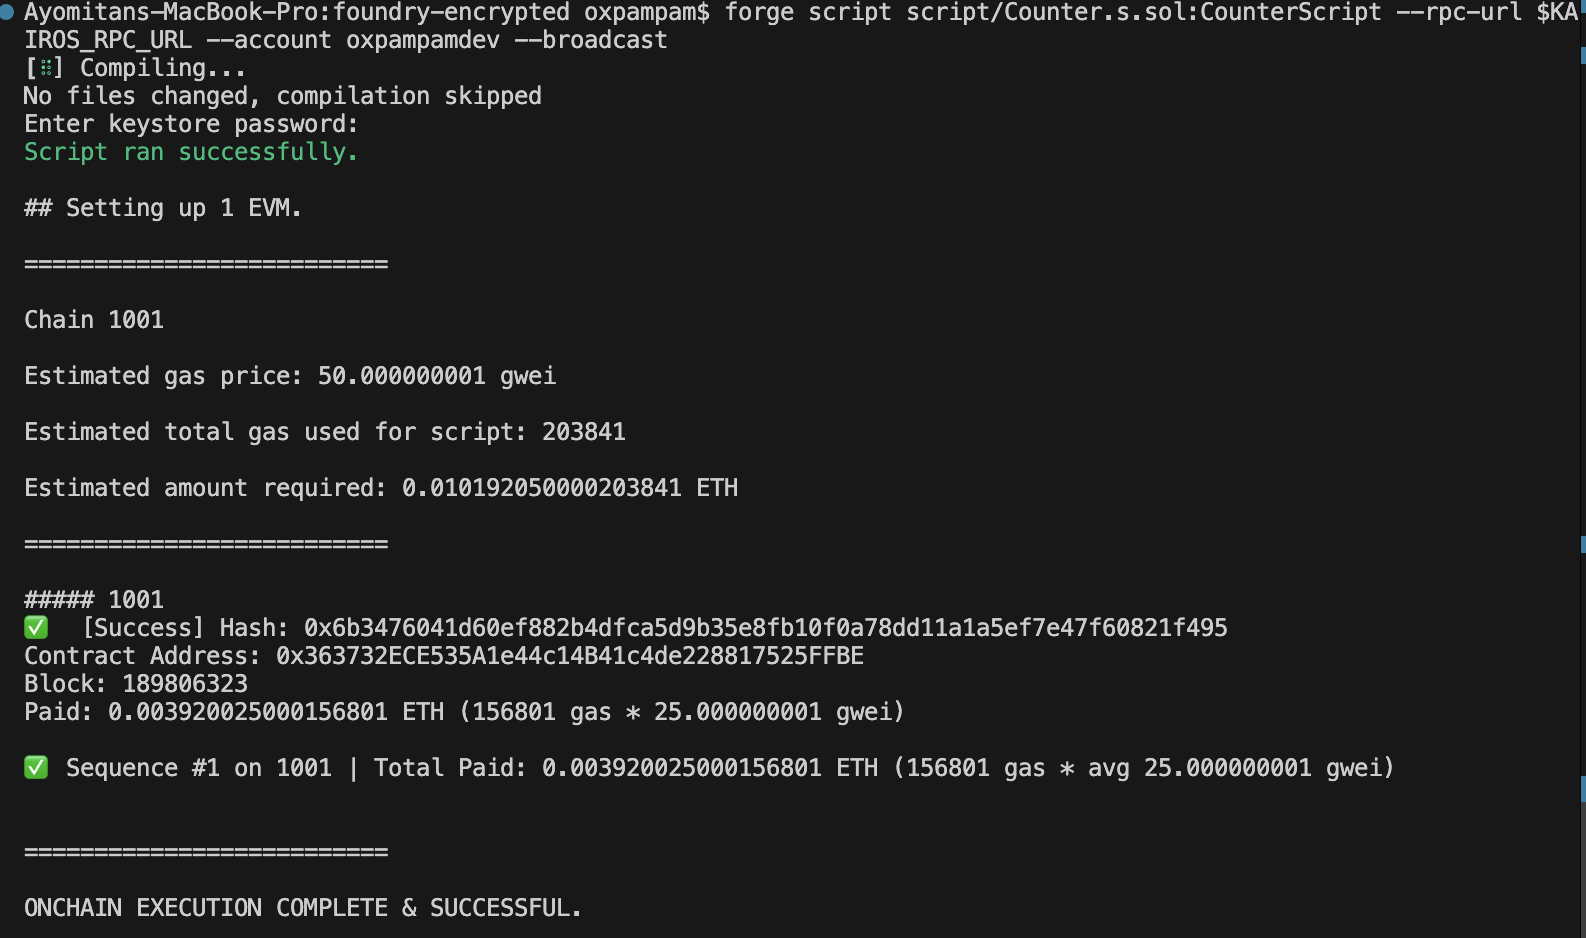 Ayomitans-MacBook-Pro:foundry-encrypted oxpampam$ forge script script/Counter.s.sol:CounterScript --rpc-url $KA
IROS_RPC_URL --account oxpampamdev --broadcast
[⠿] Compiling...
No files changed, compilation skipped
Enter keystore password:
Script ran successfully.

## Setting up 1 EVM.

==========================

Chain 1001

Estimated gas price: 50.000000001 gwei

Estimated total gas used for script: 203841

Estimated amount required: 0.010192050000203841 ETH

==========================

##### 1001
✅  [Success] Hash: 0x6b3476041d60ef882b4dfca5d9b35e8fb10f0a78dd11a1a5ef7e47f60821f495
Contract Address: 0x363732ECE535A1e44c14B41c4de228817525FFBE
Block: 189806323
Paid: 0.003920025000156801 ETH (156801 gas * 25.000000001 gwei)

✅ Sequence #1 on 1001 | Total Paid: 0.003920025000156801 ETH (156801 gas * avg 25.000000001 gwei)

==========================

ONCHAIN EXECUTION COMPLETE & SUCCESSFUL.